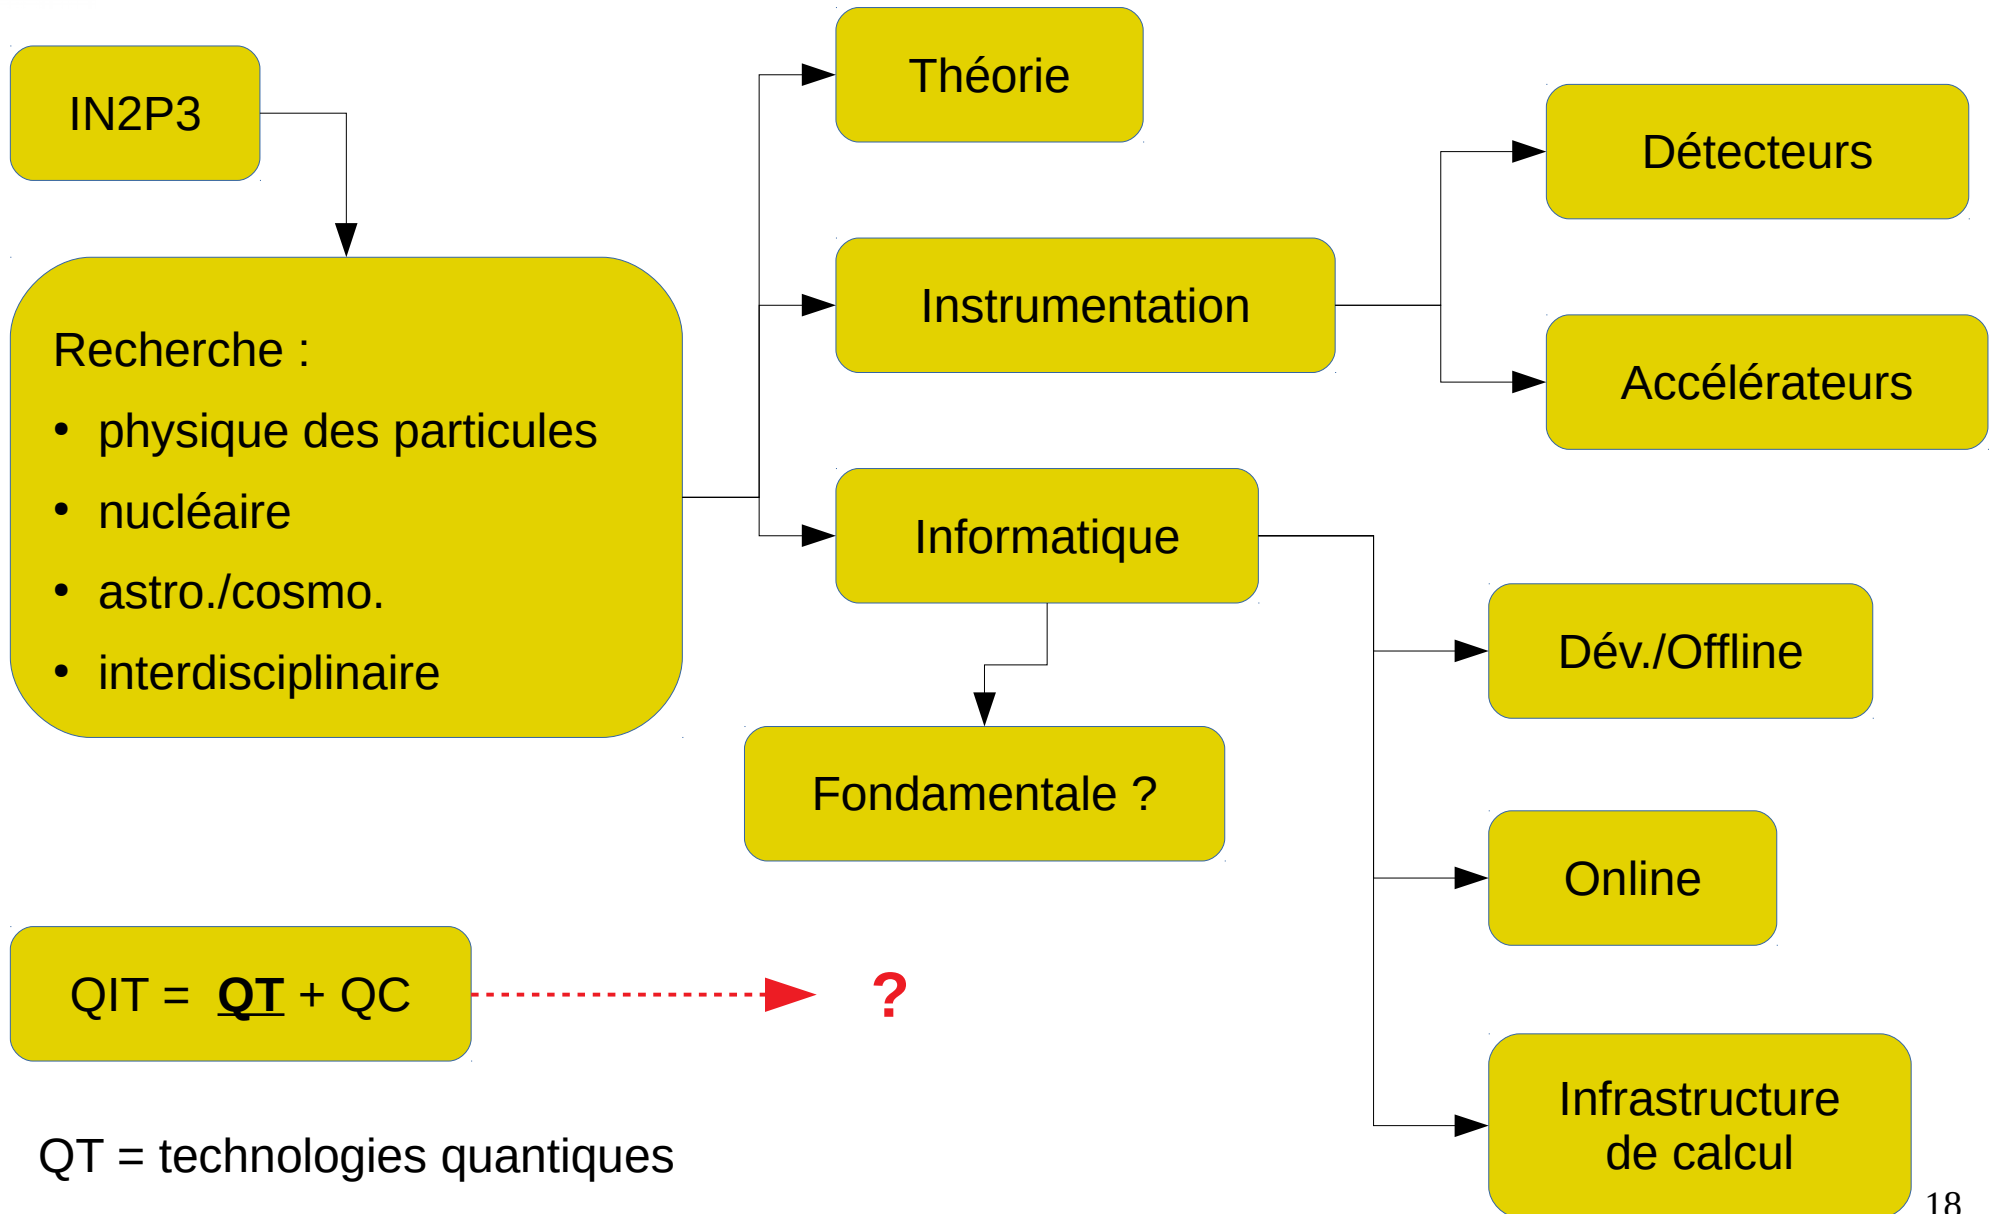 IN2P3
Recherche :
• physique des particules
• nucléaire
• astro./cosmo.
• interdisciplinaire
Théorie
Instrumentation
Informatique
Fondamentale ?
Détecteurs
Accélérateurs
Dév./Offline
Online
Infrastructure
de calcul
QIT = QT + QC
?
QT = technologies quantiques
18